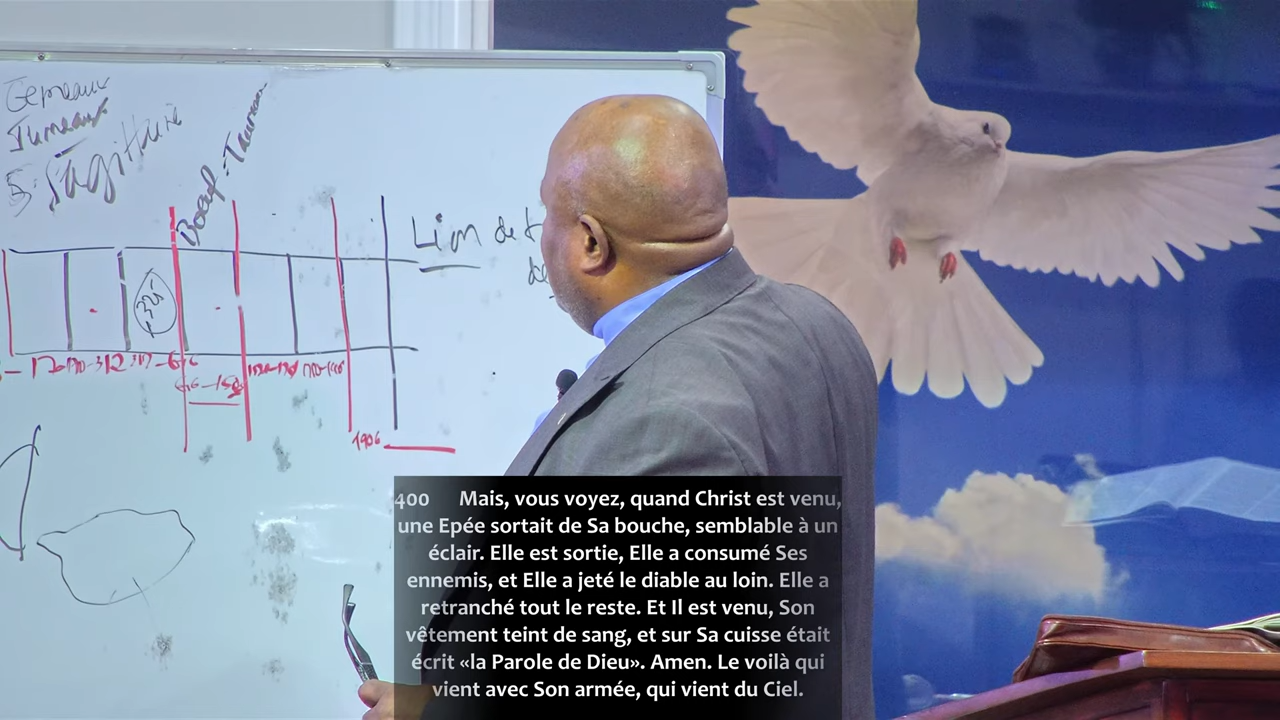 Gemeaux
Jumeaux
5: Sagittaire
Boeuf: Taureau
Lion de
325
312
1906
400 Mais, vous voyez, quand Christ est venu,
une Epée sortait de Sa bouche, semblable à un
éclair. Elle est sortie, Elle a consumé Ses
ennemis, et Elle a jeté le diable au loin. Elle a
retranché tout le reste. Et Il est venu, Son
vêtement teint de sang, et sur Sa cuisse était
écrit «la Parole de Dieu». Amen. Le voilà qui
vient avec Son armée, qui vient du Ciel.